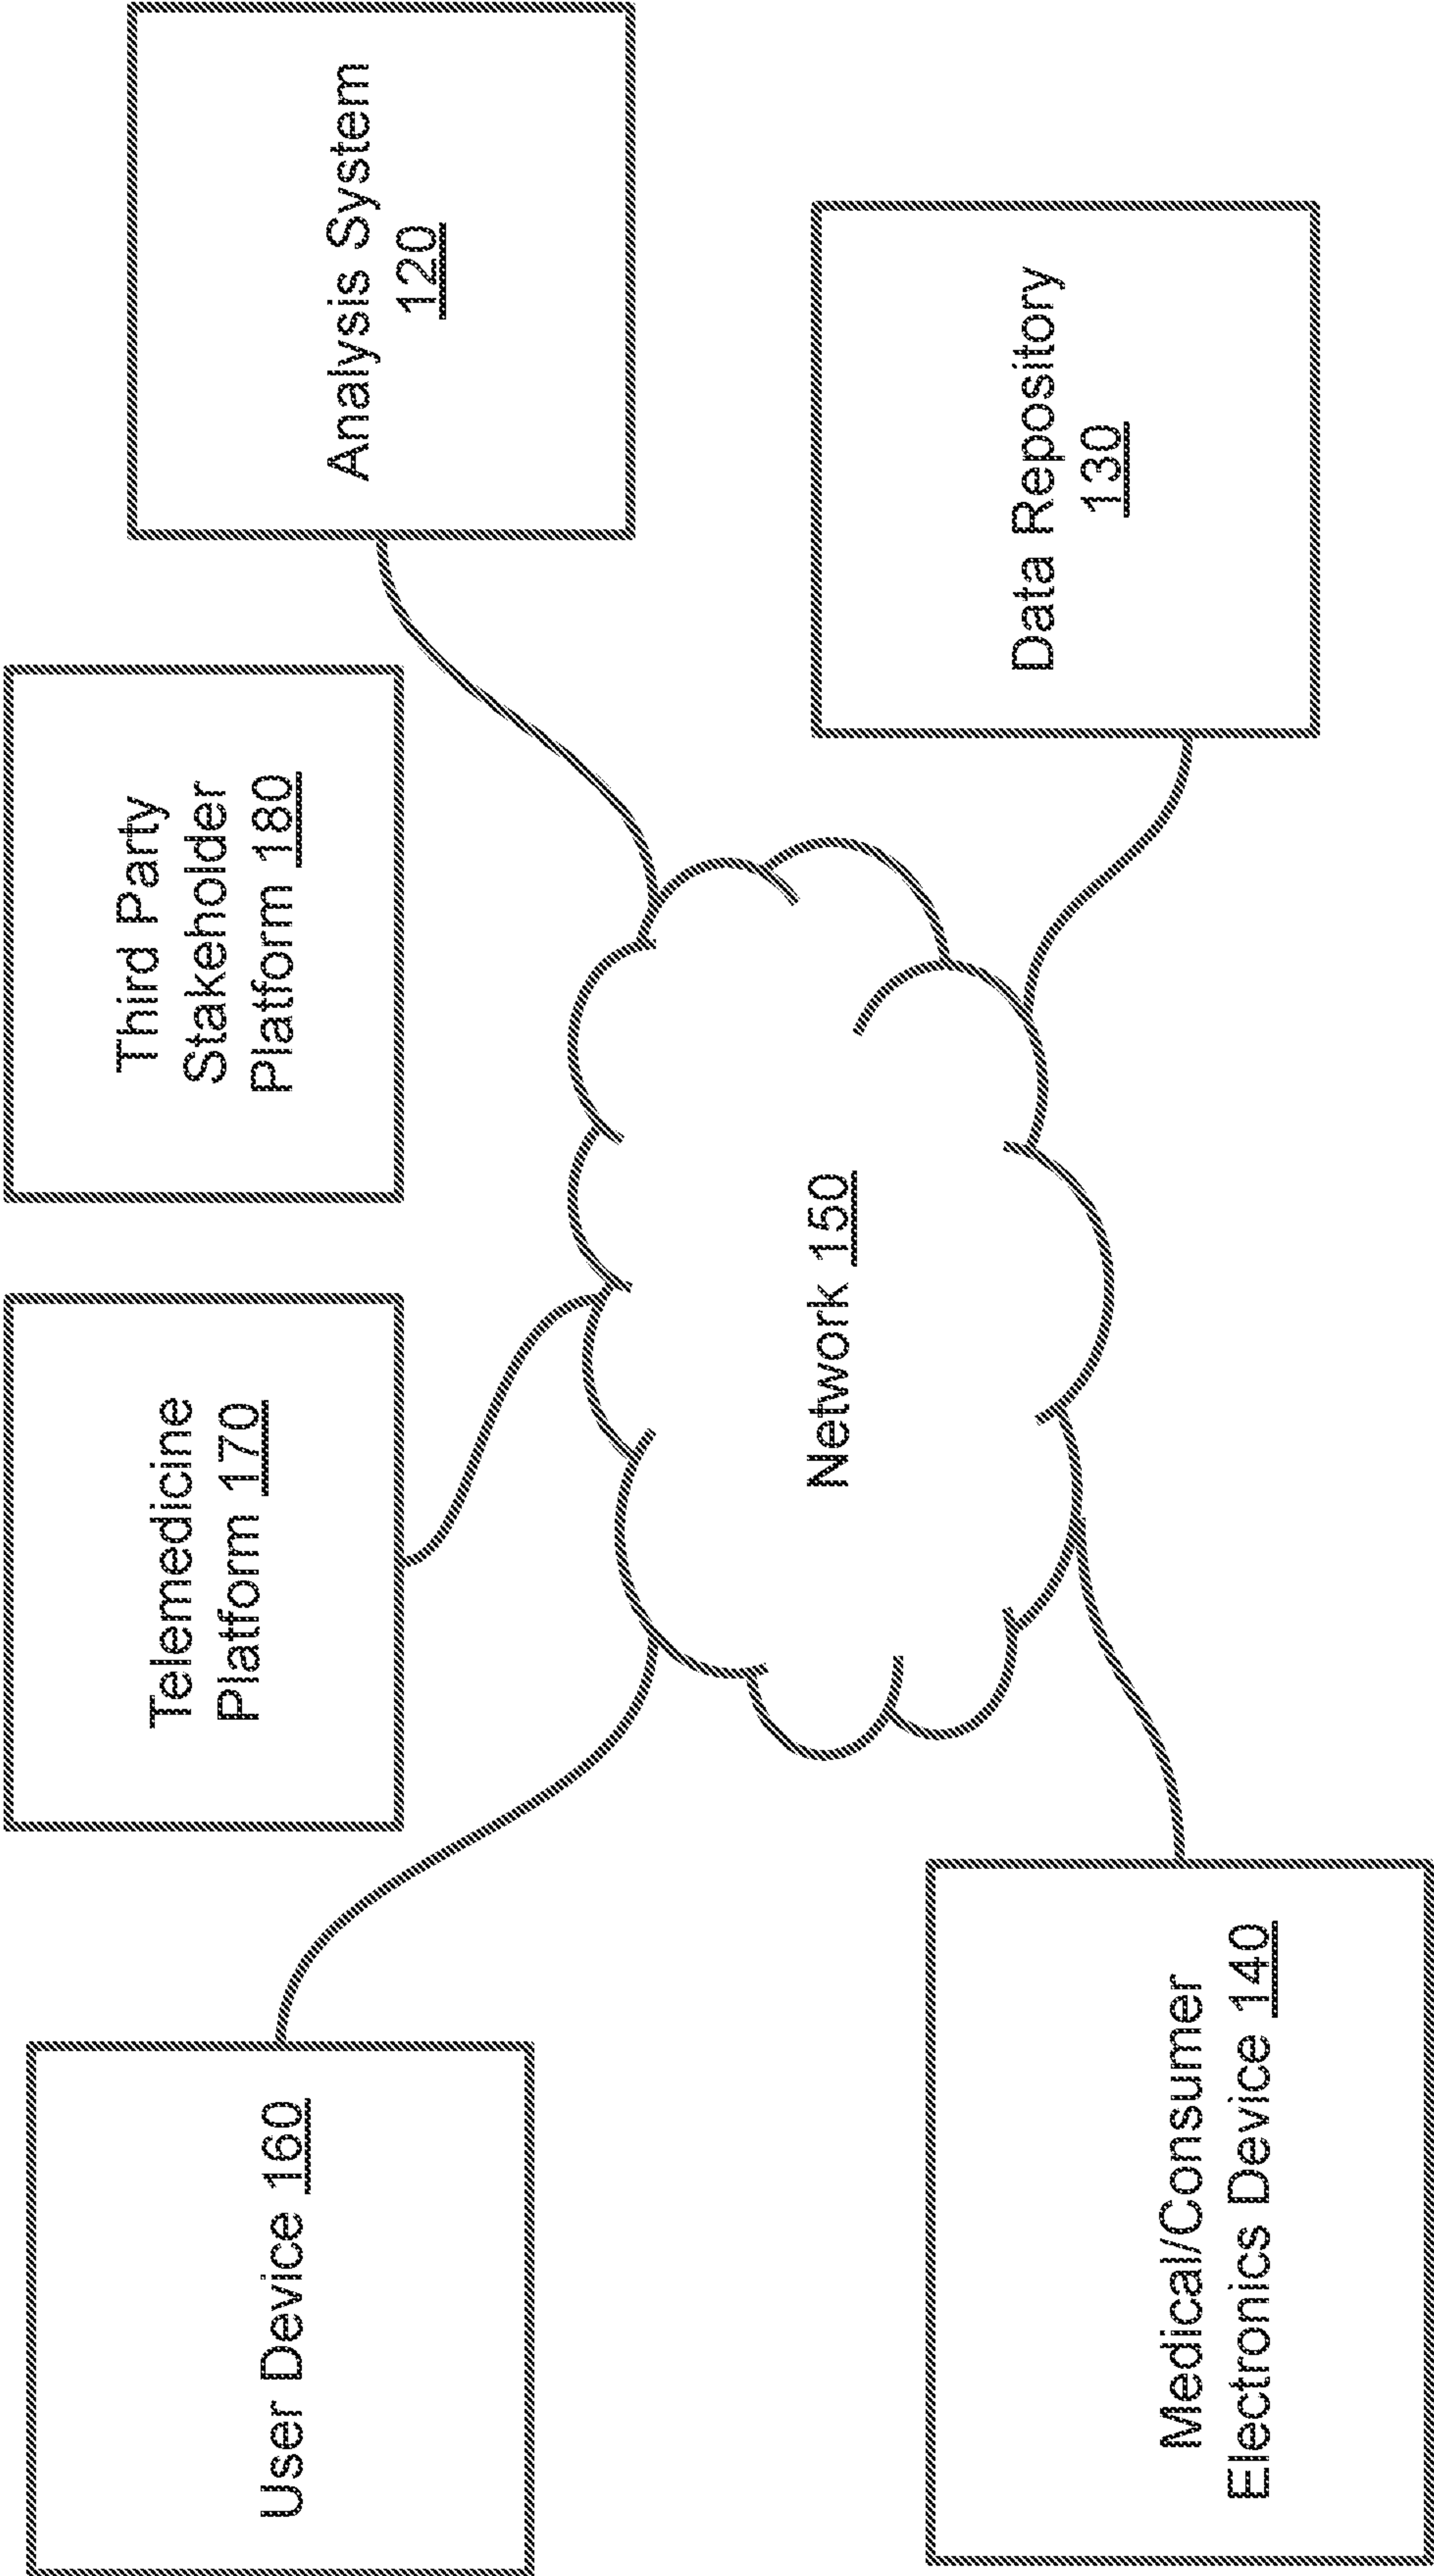 User Device 160
Telemedicine
Platform 170
Third Party
Stakeholder
Platform 180
Analysis System
120
Network 150
Medical/Consumer
Electronics Device 140
Data Repository
130